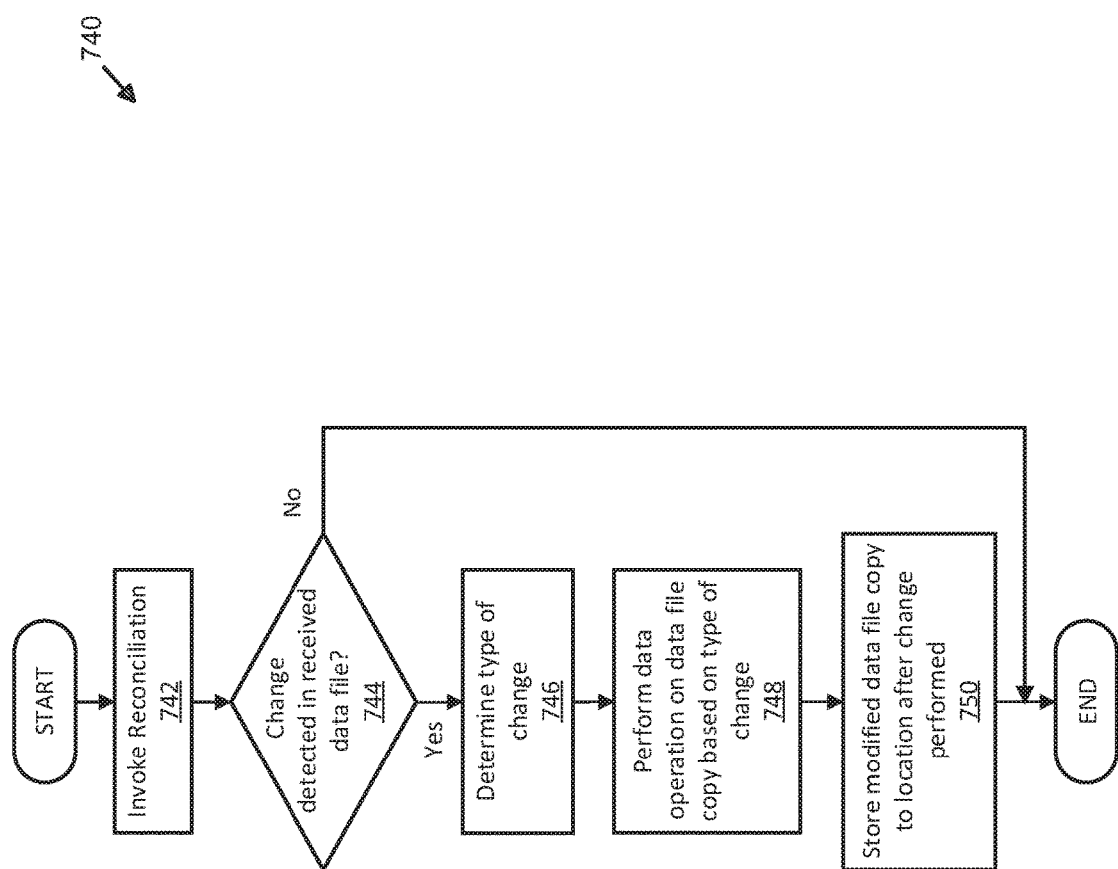 740
START
Invoke Reconciliation
742
Change
detected in received
data file?
744
No
Yes
Determine type of
change
746
Perform data
operation on data file
copy based on type of
change
748
Store modified data file copy
to location after change
performed
750
END